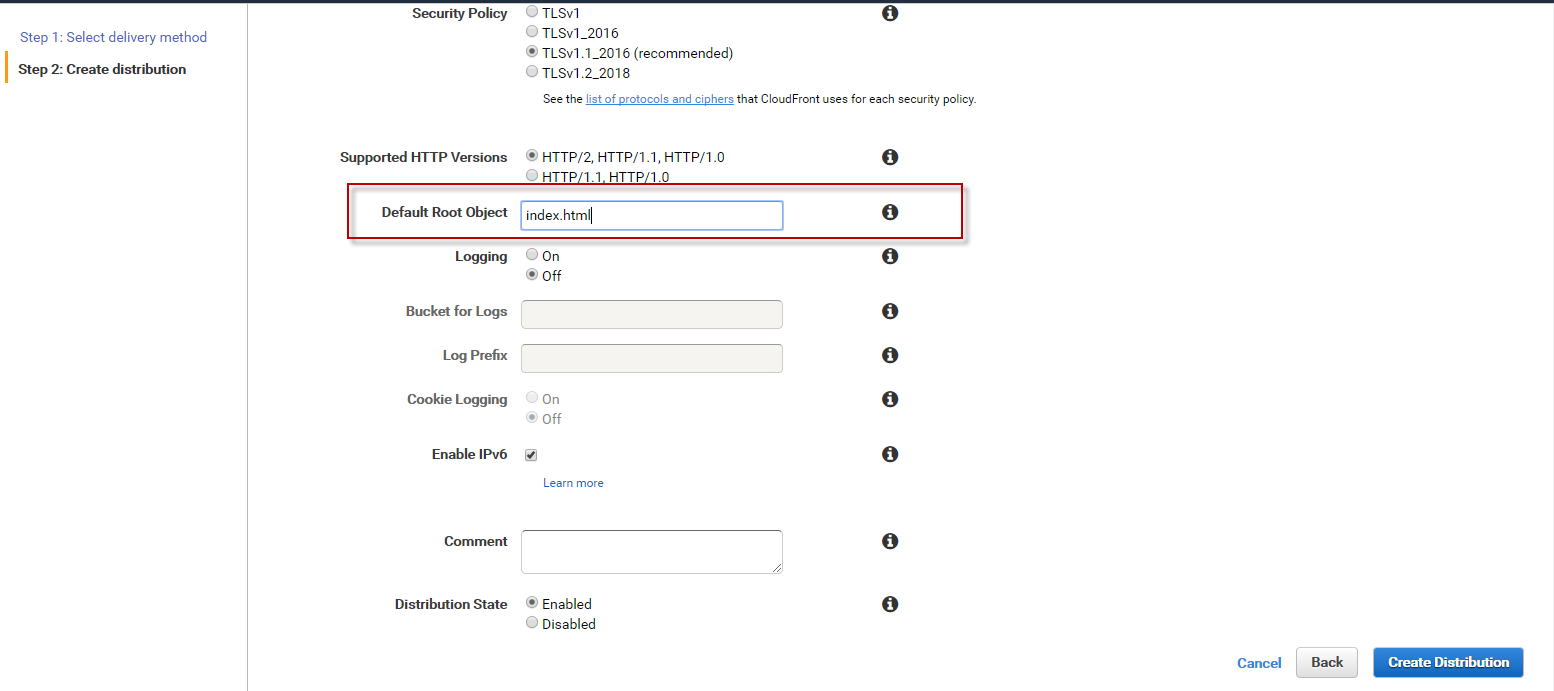 Step 1: Select delivery method
Step 2: Create distribution
Security Policy
TLSv1
TLSv1_2016
TLSv1.1_2016 (recommended)
TLSv1.2_2018
See the list of protocols and ciphers that CloudFront uses for each security policy.
Supported HTTP Versions
HTTP/2, HTTP/1.1, HTTP/1.0
HTTP/1.1, HTTP/1.0
Default Root Object
index.html
Logging
On
Off
Bucket for Logs
Log Prefix
Cookie Logging
On
Off
Enable IPv6
Learn more
Comment
Distribution State
Enabled
Disabled
Cancel
Back
Create Distribution